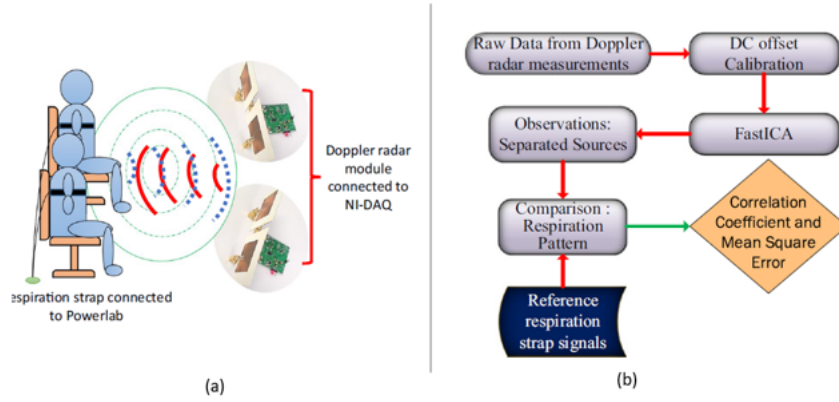 Doppler radar
module
connected to
NI-DAQ
espiration strap connected
to Powerlab
(a)
Raw Data from Doppler
radar measurements
DC offset
Calibration
FastICA
Observations:
Separated Sources
Comparison :
Respiration
Pattern
Correlation
Coefficient and
Mean Square
Error
Reference
respiration
strap signals
(b)